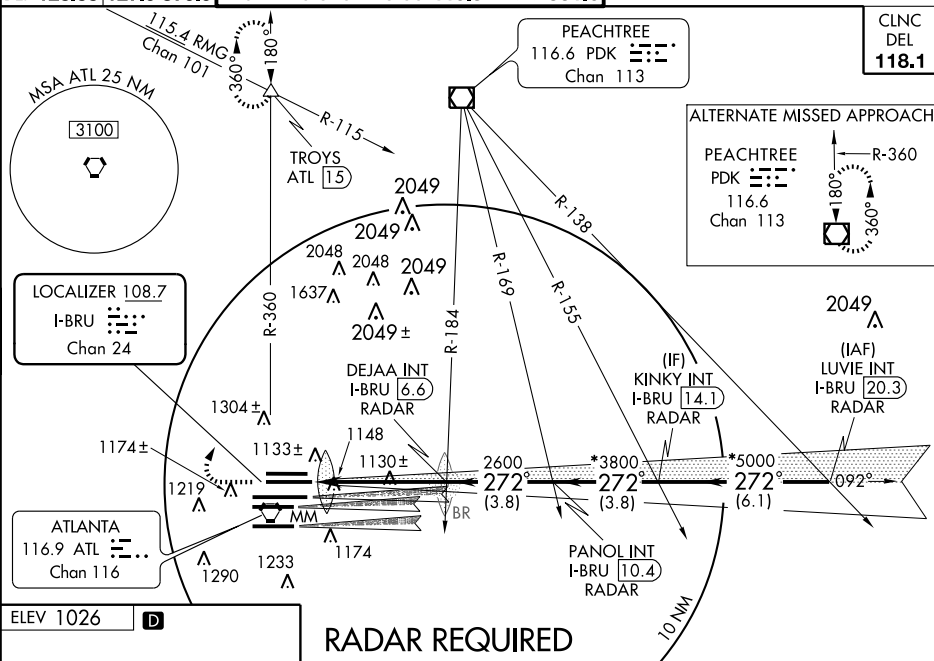 115.4 RMG
Chan 101
180°
360°
R-115
TROYS
ATL 15
PEACHTREE
116.6 PDK
Chan 113
CLNC
DEL
118.1
MSA ATL 25 NM
3100
ALTERNATE MISSED APPROACH
PEACHTREE
PDK
116.6
Chan 113
R-360
180°
360°
2049
2049
2048
2048
2049
1637
2049 ±
R-360
R-184
R-169
R-155
R-138
2049
LOCALIZER 108.7
I-BRU
Chan 24
DEJAA INT
I-BRU 6.6
RADAR
(IF)
KINKY INT
I-BRU 14.1
RADAR
(IAF)
LUVIE INT
I-BRU 20.3
RADAR
1304 ±
1174 ±
1133 ±
1148
1130 ±
1219
2600
272°
(3.8)
*3800
272°
(3.8)
*5000
272°
(6.1)
092°
BR
MM
ATLANTA
116.9 ATL
Chan 116
1290
1233
1174
PANOL INT
I-BRU 10.4
RADAR
10 NM
ELEV 1026
D
RADAR REQUIRED